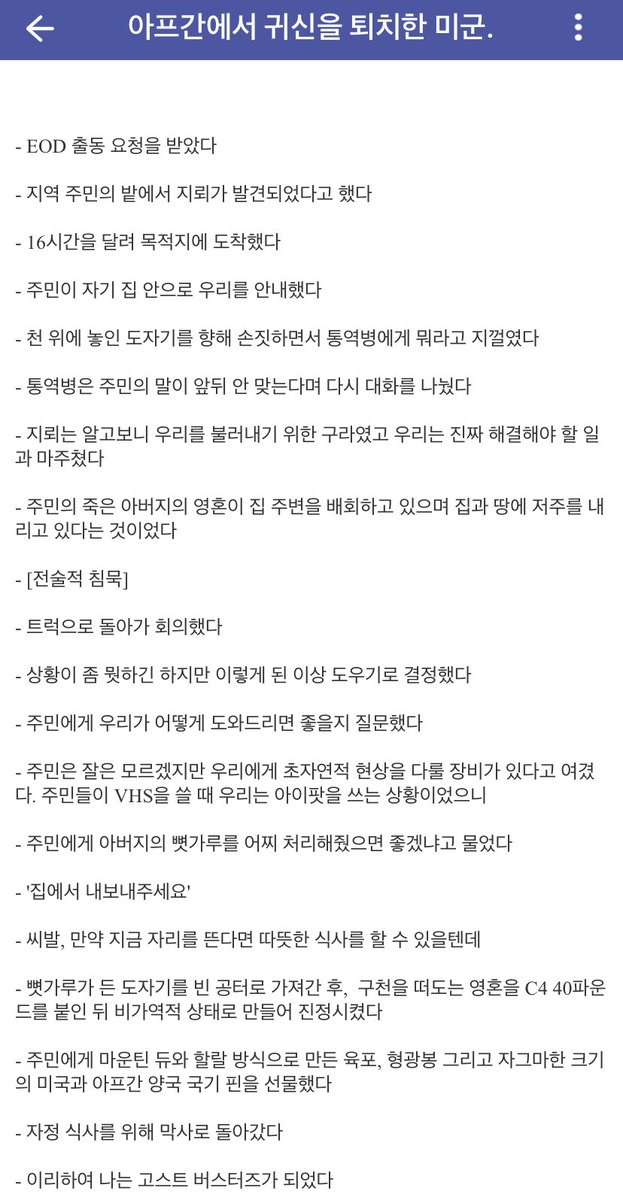 아프간에서 귀신을 퇴치한 미군.
- EOD 출동 요청을 받았다
- 지역 주민의 밭에서 지뢰가 발견되었다고 했다
- 16시간을 달려 목적지에 도착했다
- 주민이 자기 집 안으로 우리를 안내했다
- 천 위에 놓인 도자기를 향해 손짓하면서 통역병에게 뭐라고 지껄였다
- 통역병은 주민의 말이 앞뒤 안 맞는다며 다시 대화를 나눴다
- 지뢰는 알고보니 우리를 불러내기 위한 구라였고 우리는 진짜 해결해야 할 일
과 마주쳤다
- 주민의 죽은 아버지의 영혼이 집 주변을 배회하고 있으며 집과 땅에 저주를 내
리고 있다는 것이었다
- [전술적 침묵]
- 트럭으로 돌아가 회의했다
- 상황이 좀 뭣하긴 하지만 이렇게 된 이상 도우기로 결정했다
- 주민에게 우리가 어떻게 도와드리면 좋을지 질문했다
- 주민은 잘은 모르겠지만 우리에게 초자연적 현상을 다룰 장비가 있다고 여겼
다. 주민들이 VHS을 쓸 때 우리는 아이팟을 쓰는 상황이었으니
- 주민에게 아버지의 뼛가루를 어찌 처리해줬으면 좋겠냐고 물었다
- '집에서 내보내주세요'
- 씨발, 만약 지금 자리를 뜬다면 따뜻한 식사를 할 수 있을텐데
- 뼛가루가 든 도자기를 빈 공터로 가져간 후, 구천을 떠도는 영혼을 C4 40파운
드를 붙인 뒤 비가역적 상태로 만들어 진정시켰다
- 주민에게 마운틴 듀와 할랄 방식으로 만든 육포, 형광봉 그리고 자그마한 크기
의 미국과 아프간 양국 국기 핀을 선물했다
- 자정 식사를 위해 막사로 돌아갔다
- 이리하여 나는 고스트 버스터즈가 되었다